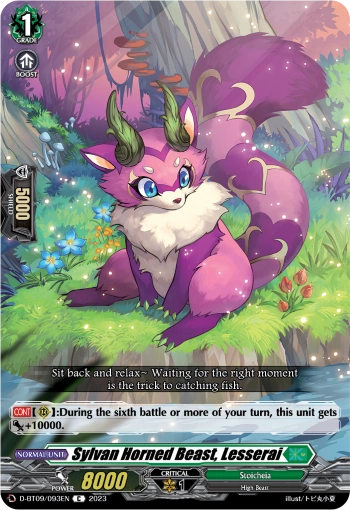 1
GRADE
BOOST
5000
SHIELD
Sit back and relax~ Waiting for the right moment
is the trick to catching fish.
CONT【 】:During the sixth battle or more of your turn, this unit gets
+10000.
NORMAL UNIT
Sylvan Horned Beast, Lesserai
POWER
8000
CRITICAL
1
Stoicheia
High Beast
D-BT09/093EN C 2023
illust/トビ丸小夏